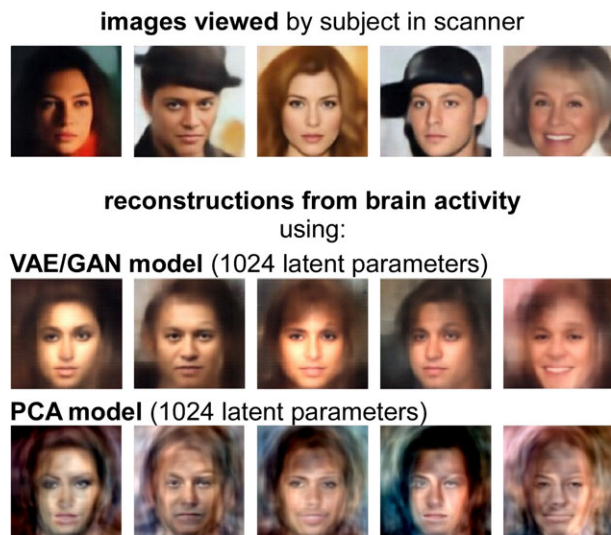 images viewed by subject in scanner
reconstructions from brain activity
using:
VAE/GAN model (1024 latent parameters)
PCA model (1024 latent parameters)